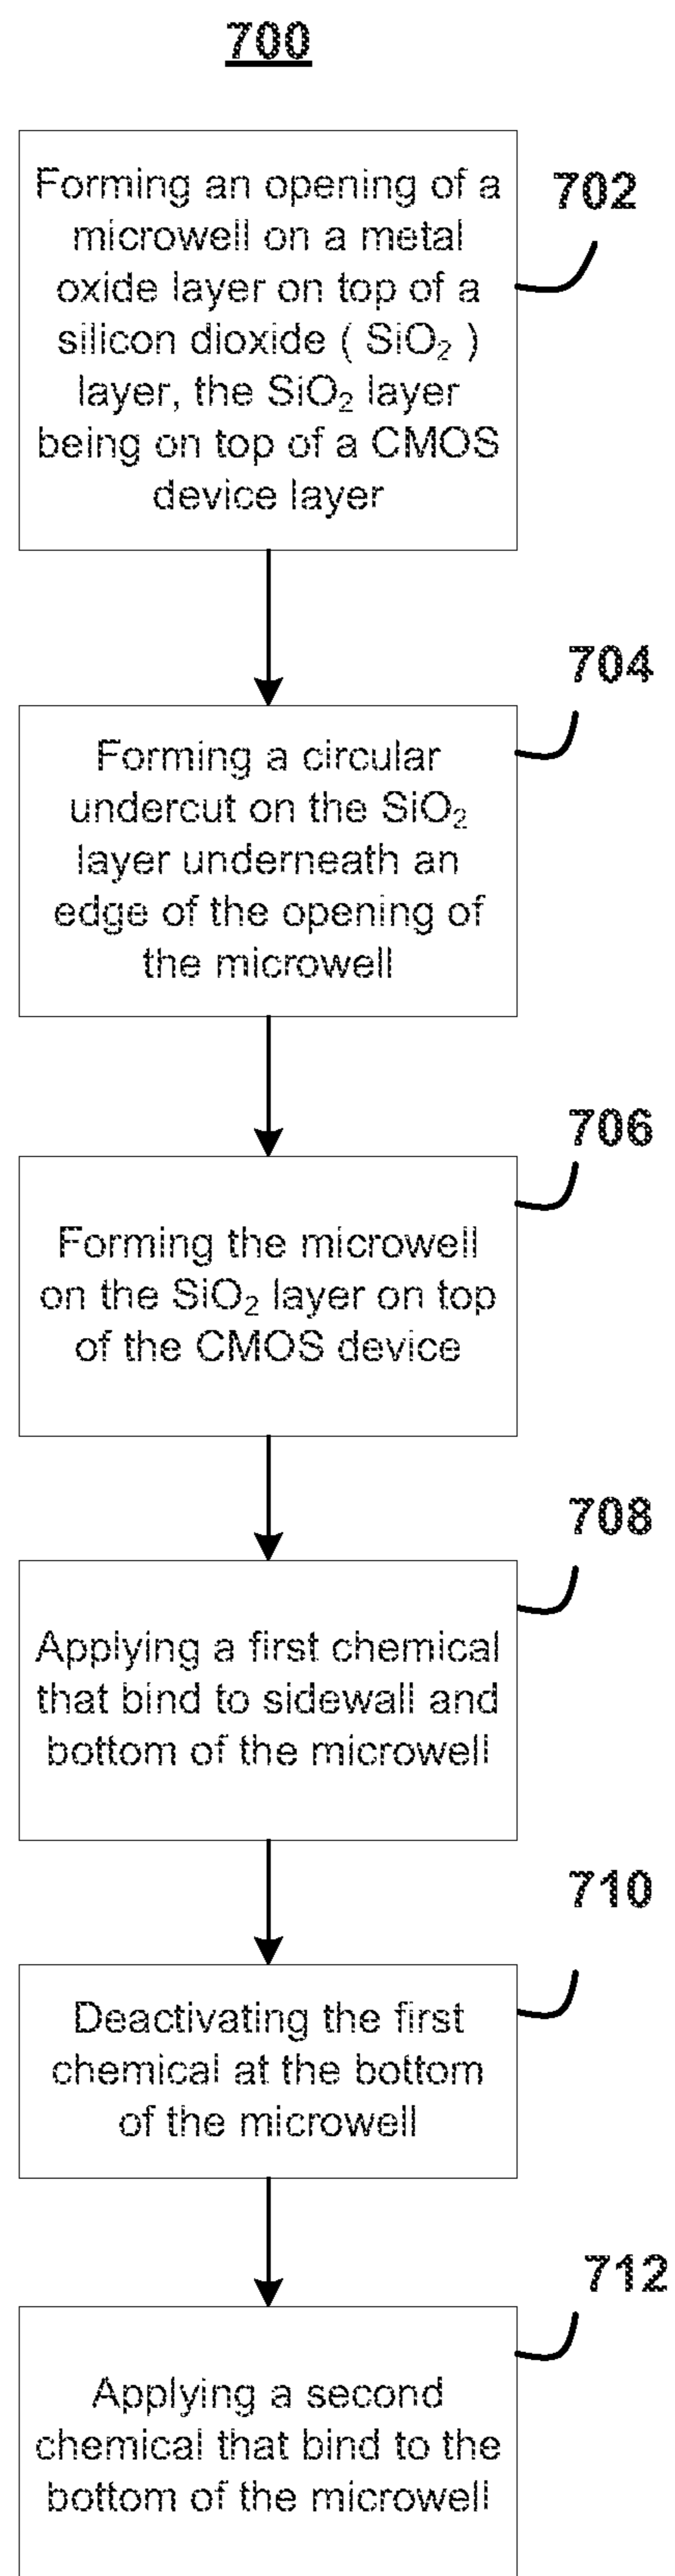 700
Forming an opening of a
microwell on a metal
oxide layer on top of a
silicon dioxide ( SiO₂ )
layer, the SiO₂ layer
being on top of a CMOS
device layer
702
Forming a circular
undercut on the SiO₂
layer underneath an
edge of the opening of
the microwell
704
Forming the microwell
on the SiO₂ layer on top
of the CMOS device
706
Applying a first chemical
that bind to sidewall and
bottom of the microwell
708
Deactivating the first
chemical at the bottom
of the microwell
710
Applying a second
chemical that bind to the
bottom of the microwell
712